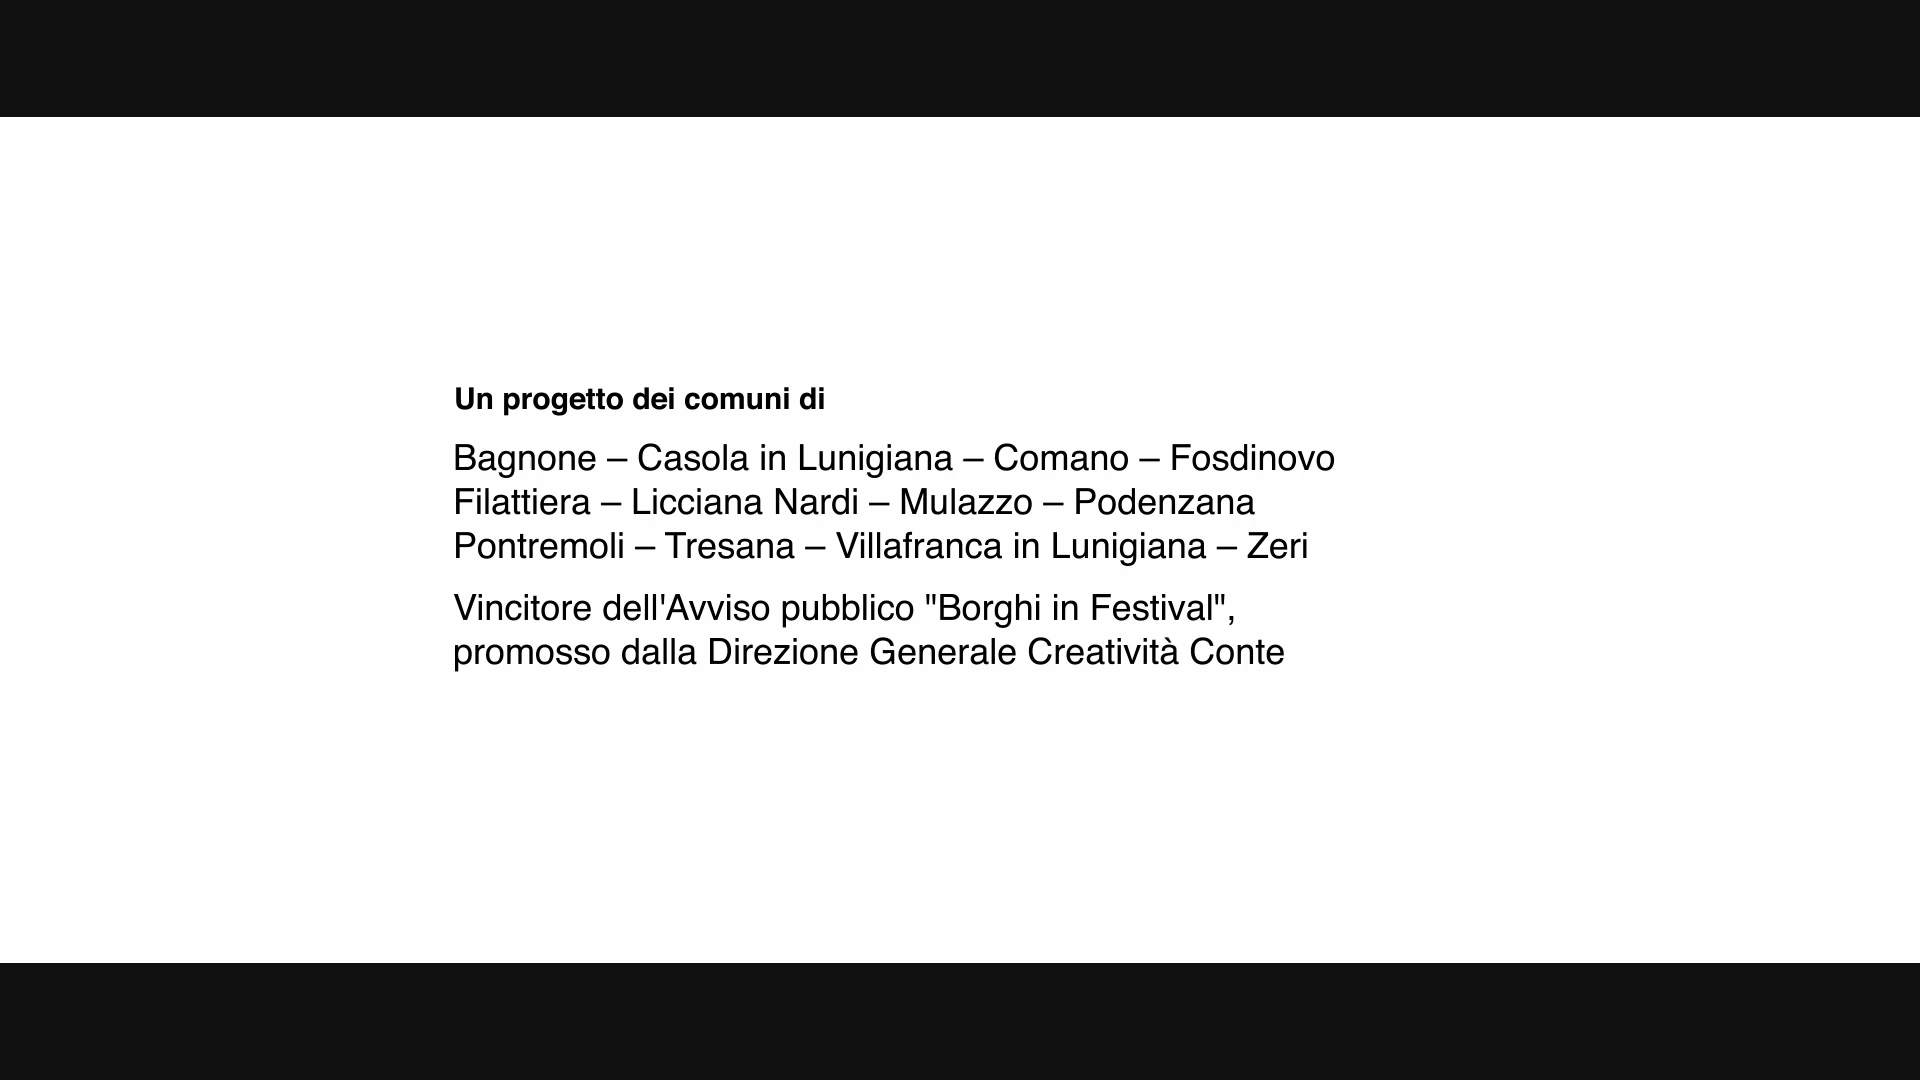 Un progetto dei comuni di
Bagnone – Casola in Lunigiana – Comano – Fosdinovo
Filattiera – Licciana Nardi – Mulazzo – Podenzana
Pontremoli – Tresana – Villafranca in Lunigiana – Zeri
Vincitore dell'Avviso pubblico "Borghi in Festival",
promosso dalla Direzione Generale Creatività Conte